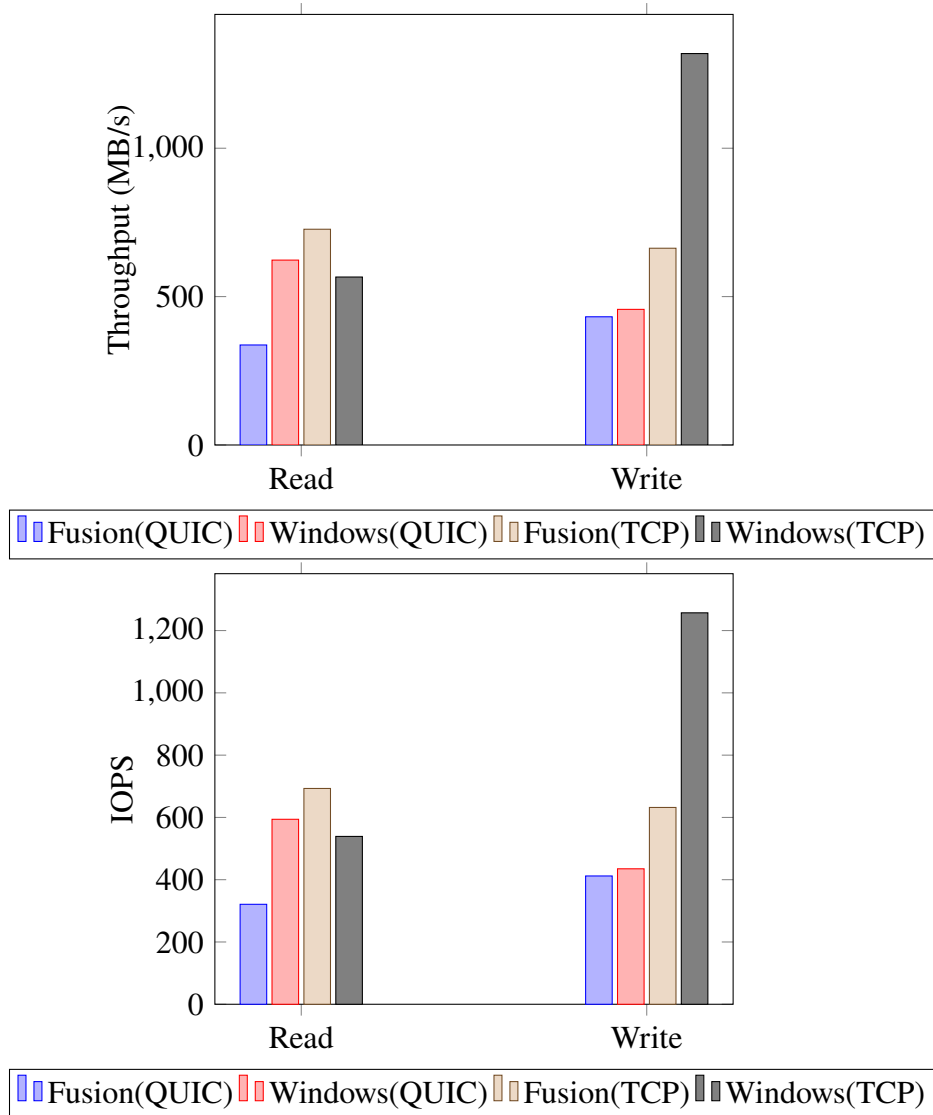 Throughput (MB/s)
1,000
500
0
Read Write
Fusion(QUIC) Windows(QUIC) Fusion(TCP) Windows(TCP)
IOPS
1,200
1,000
800
600
400
200
0
Read Write
Fusion(QUIC) Windows(QUIC) Fusion(TCP) Windows(TCP)